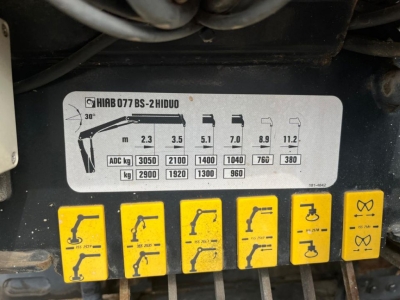 HIAB 077 BS-2 HIDUO
30°
m 2.3 3.5 5.1 7.0 8.9 11.2
ADC kg 3050 2100 1400 1040 760 380
kg 2900 1920 1300 960